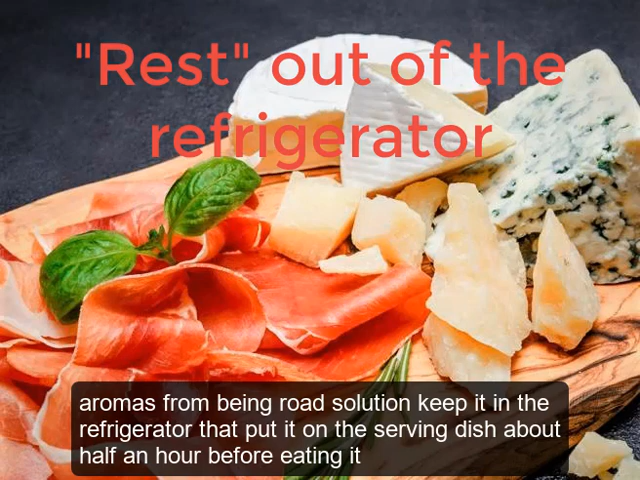 "Rest" out of the
refrigerator
aromas from being road solution keep it in the
refrigerator that put it on the serving dish about
half an hour before eating it